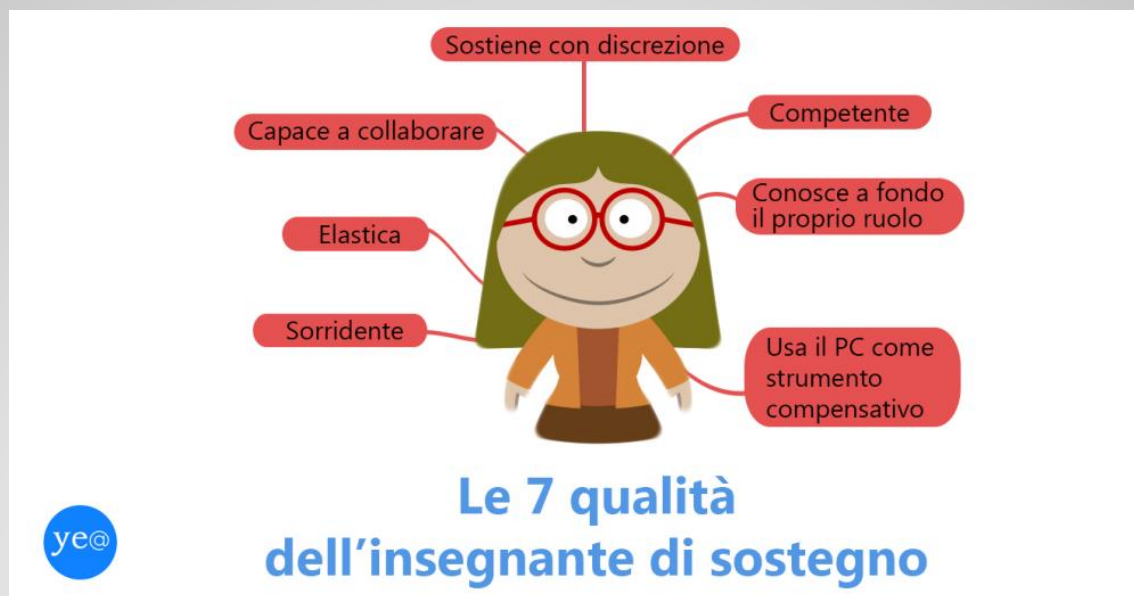 Sostiene con discrezione
Capace a collaborare
Competente
Conosce a fondo
il proprio ruolo
Elastica
Sorridente
Usa il PC come
strumento
compensativo
Le 7 qualità
dell’insegnante di sostegno
ye@